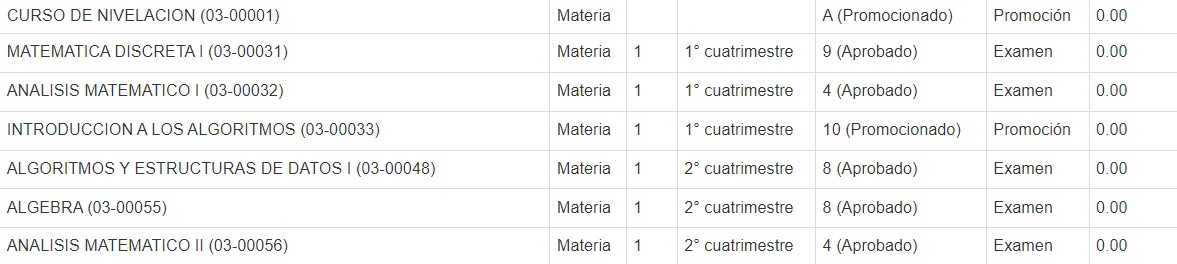 CURSO DE NIVELACION (03-00001) Materia A (Promocionado) Promoción 0.00
MATEMATICA DISCRETA I (03-00031) Materia 1 1° cuatrimestre 9 (Aprobado) Examen 0.00
ANALISIS MATEMATICO I (03-00032) Materia 1 1° cuatrimestre 4 (Aprobado) Examen 0.00
INTRODUCCION A LOS ALGORITMOS (03-00033) Materia 1 1° cuatrimestre 10 (Promocionado) Promoción 0.00
ALGORITMOS Y ESTRUCTURAS DE DATOS I (03-00048) Materia 1 2° cuatrimestre 8 (Aprobado) Examen 0.00
ALGEBRA (03-00055) Materia 1 2° cuatrimestre 8 (Aprobado) Examen 0.00
ANALISIS MATEMATICO II (03-00056) Materia 1 2° cuatrimestre 4 (Aprobado) Examen 0.00